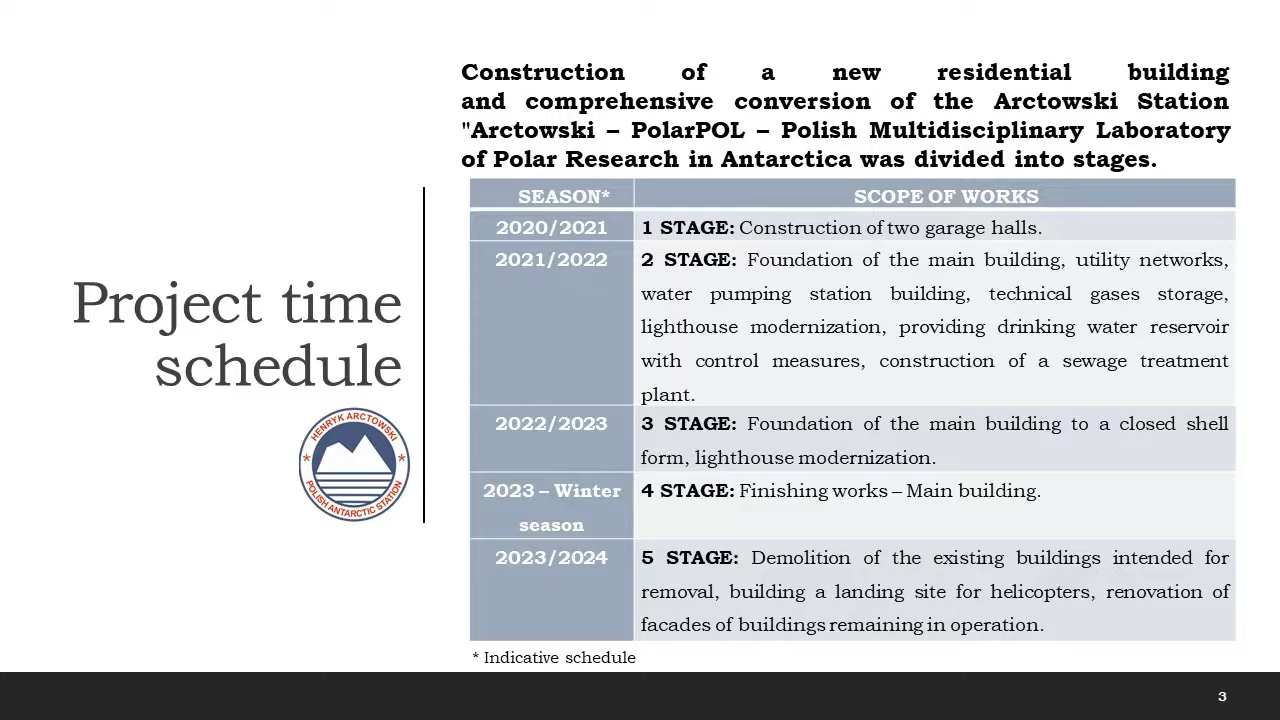 Construction of a new residential building
and comprehensive conversion of the Arctowski Station
"Arctowski – PolarPOL – Polish Multidisciplinary Laboratory
of Polar Research in Antarctica was divided into stages.
Project time
schedule
HENRYK ARCTOWSKI
POLISH ANTARCTIC STATION
SEASON* SCOPE OF WORKS
2020/2021 1 STAGE: Construction of two garage halls.
2021/2022 2 STAGE: Foundation of the main building, utility networks,
water pumping station building, technical gases storage,
lighthouse modernization, providing drinking water reservoir
with control measures, construction of a sewage treatment
plant.
2022/2023 3 STAGE: Foundation of the main building to a closed shell
form, lighthouse modernization.
2023 – Winter 4 STAGE: Finishing works – Main building.
season
2023/2024 5 STAGE: Demolition of the existing buildings intended for
removal, building a landing site for helicopters, renovation of
facades of buildings remaining in operation.
* Indicative schedule
3